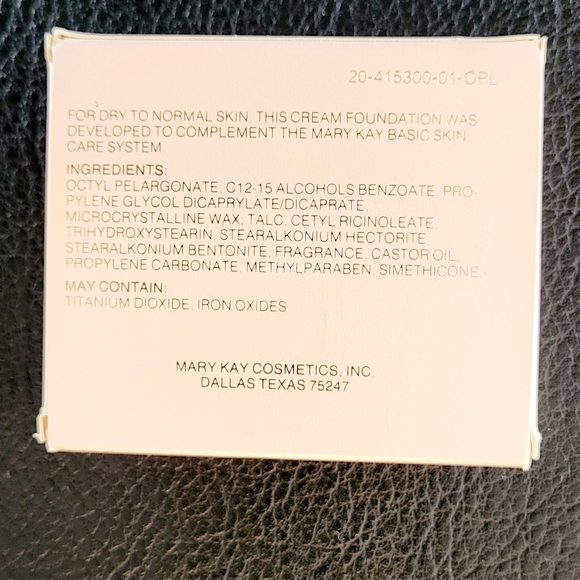 20-415300-01-OPL
FOR DRY TO NORMAL SKIN. THIS CREAM FOUNDATION WAS
DEVELOPED TO COMPLEMENT THE MARY KAY BASIC SKIN
CARE SYSTEM.
INGREDIENTS:
OCTYL PELARGONATE, C12-15 ALCOHOLS BENZOATE, PRO-
PYLENE GLYCOL DICAPRYLATE/DICAPRATE,
MICROCRYSTALLINE WAX, TALC, CETYL RICINOLEATE,
TRIHYDROXYSTEARIN, STEARALKONIUM HECTORITE,
STEARALKONIUM BENTONITE, FRAGRANCE, CASTOR OIL,
PROPYLENE CARBONATE, METHYLPARABEN, SIMETHICONE.
MAY CONTAIN:
TITANIUM DIOXIDE, IRON OXIDES
MARY KAY COSMETICS, INC.
DALLAS TEXAS 75247